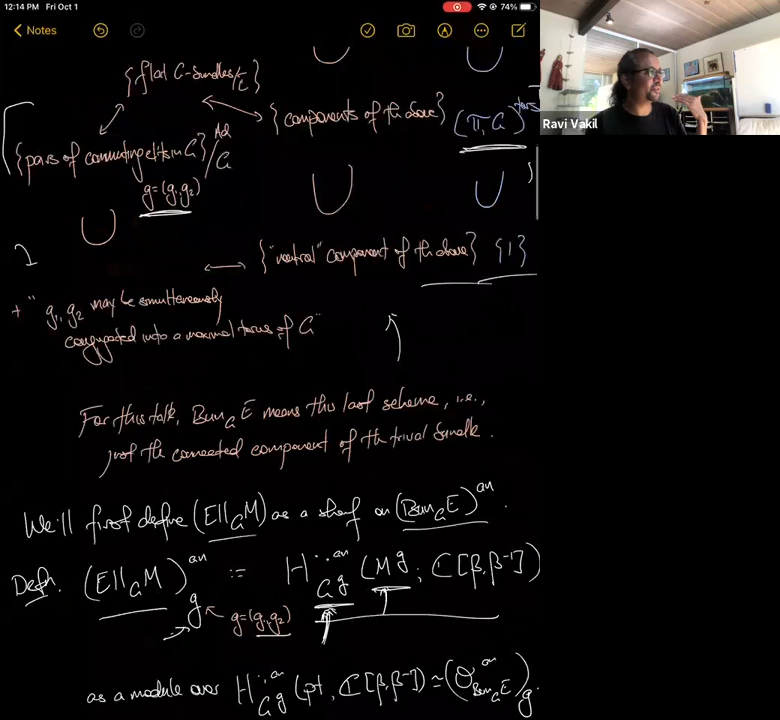 12:14 PM Fri Oct 1
74%
Notes
Ravi Vakil
{flat G-bundles/E}
{components of the above} (π, G)^tors
{pairs of commuting elts in G}/G Ad
g=(g₁,g₂)
∪ ∪ ∪
{"neutral" component of the above} {1}
+ "g₁, g₂ may be simultaneously
conjugated into a maximal torus of G"
For this talk, Bun_G E means this last scheme, i.e.,
just the connected component of the trivial bundle.
We'll first define (Ell_G M) as a sheaf on (Bun_G E)^an.
Defn. (Ell_G M)^an_g := H^{··, an}_{G^g} (M^g; ℂ[β, β⁻¹])
g=(g₁,g₂)
as a module over H^{··, an}_{G^g} (pt, ℂ[β, β⁻¹]) ≃ (𝒪^an_{Bun_G E})_g.